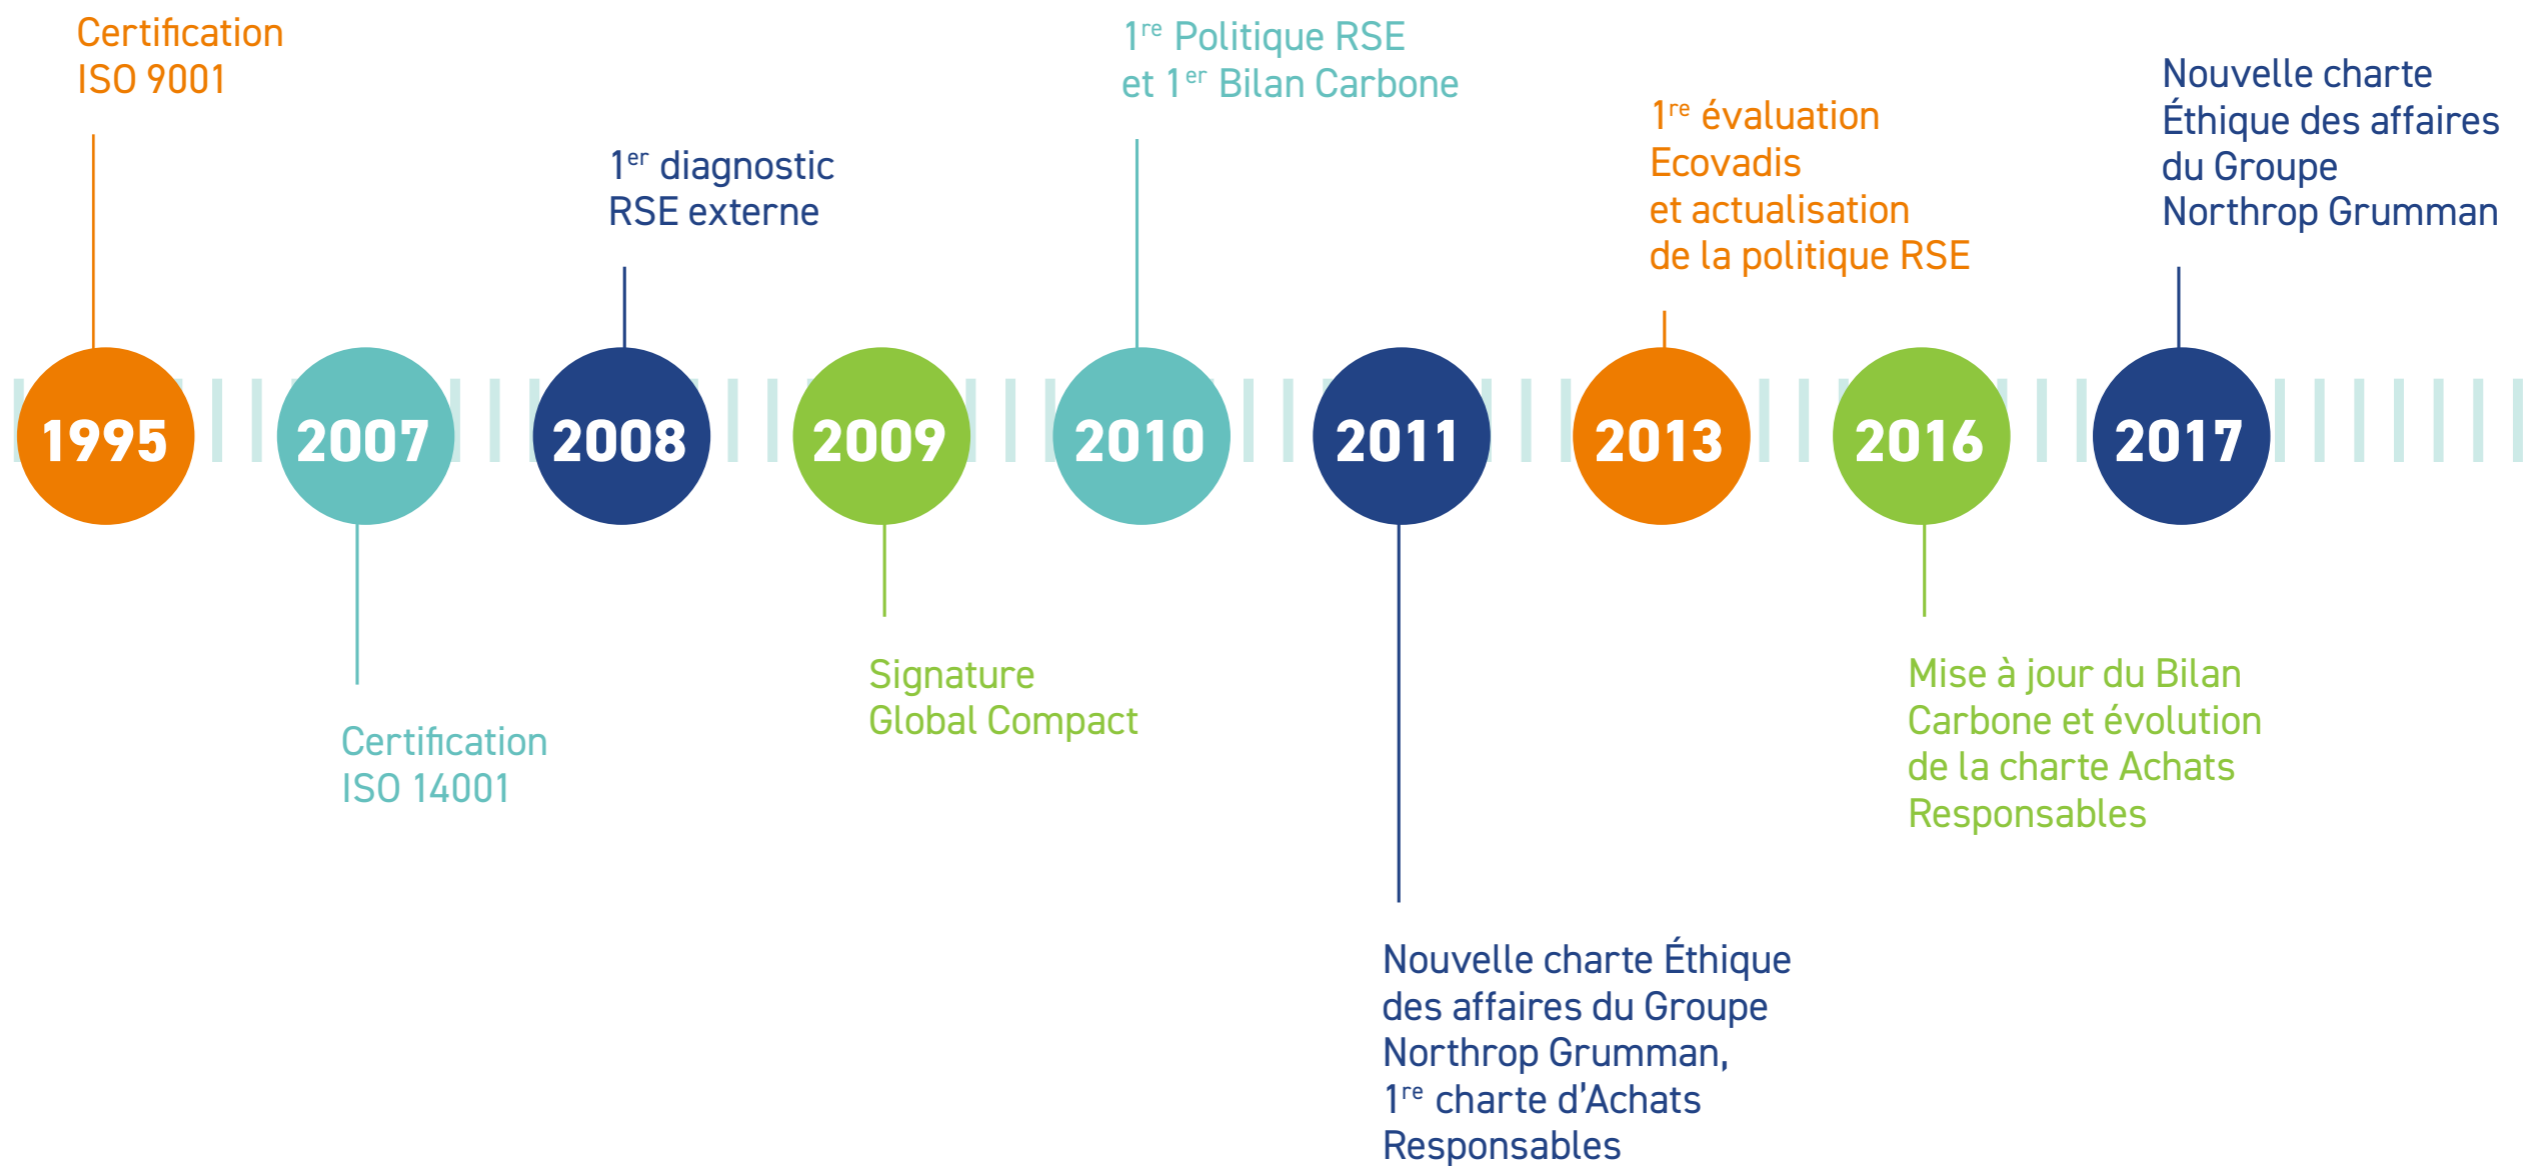 Certification
ISO 9001
1er diagnostic
RSE externe
1re Politique RSE
et 1er Bilan Carbone
1re évaluation
Ecovadis
et actualisation
de la politique RSE
Nouvelle charte
Éthique des affaires
du Groupe
Northrop Grumman
1995
2007
2008
2009
2010
2011
2013
2016
2017
Certification
ISO 14001
Signature
Global Compact
Nouvelle charte Éthique
des affaires du Groupe
Northrop Grumman,
1re charte d'Achats
Responsables
Mise à jour du Bilan
Carbone et évolution
de la charte Achats
Responsables